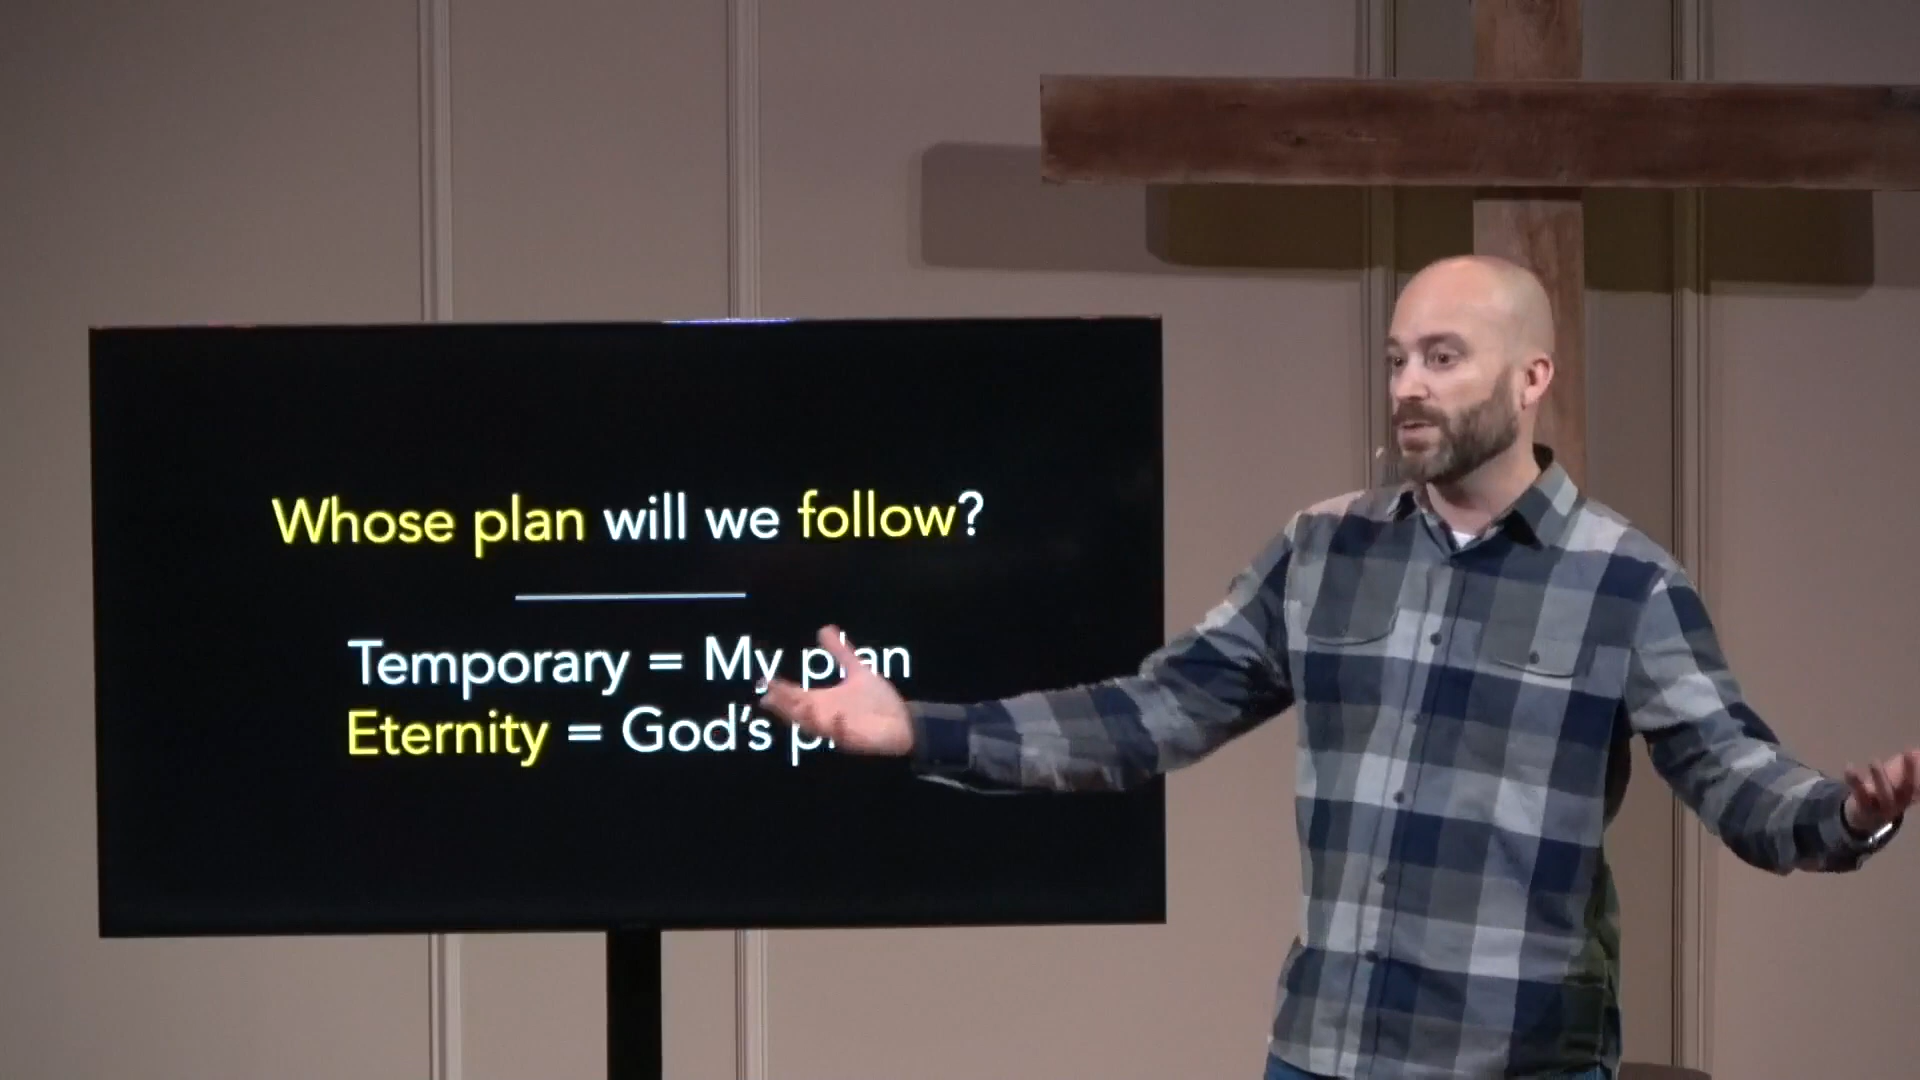 Whose plan will we follow?
Temporary = My plan
Eternity = God's